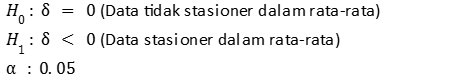 H₀ : δ = 0 (Data tidak stasioner dalam rata-rata)
H₁ : δ < 0 (Data stasioner dalam rata-rata)
α : 0.05